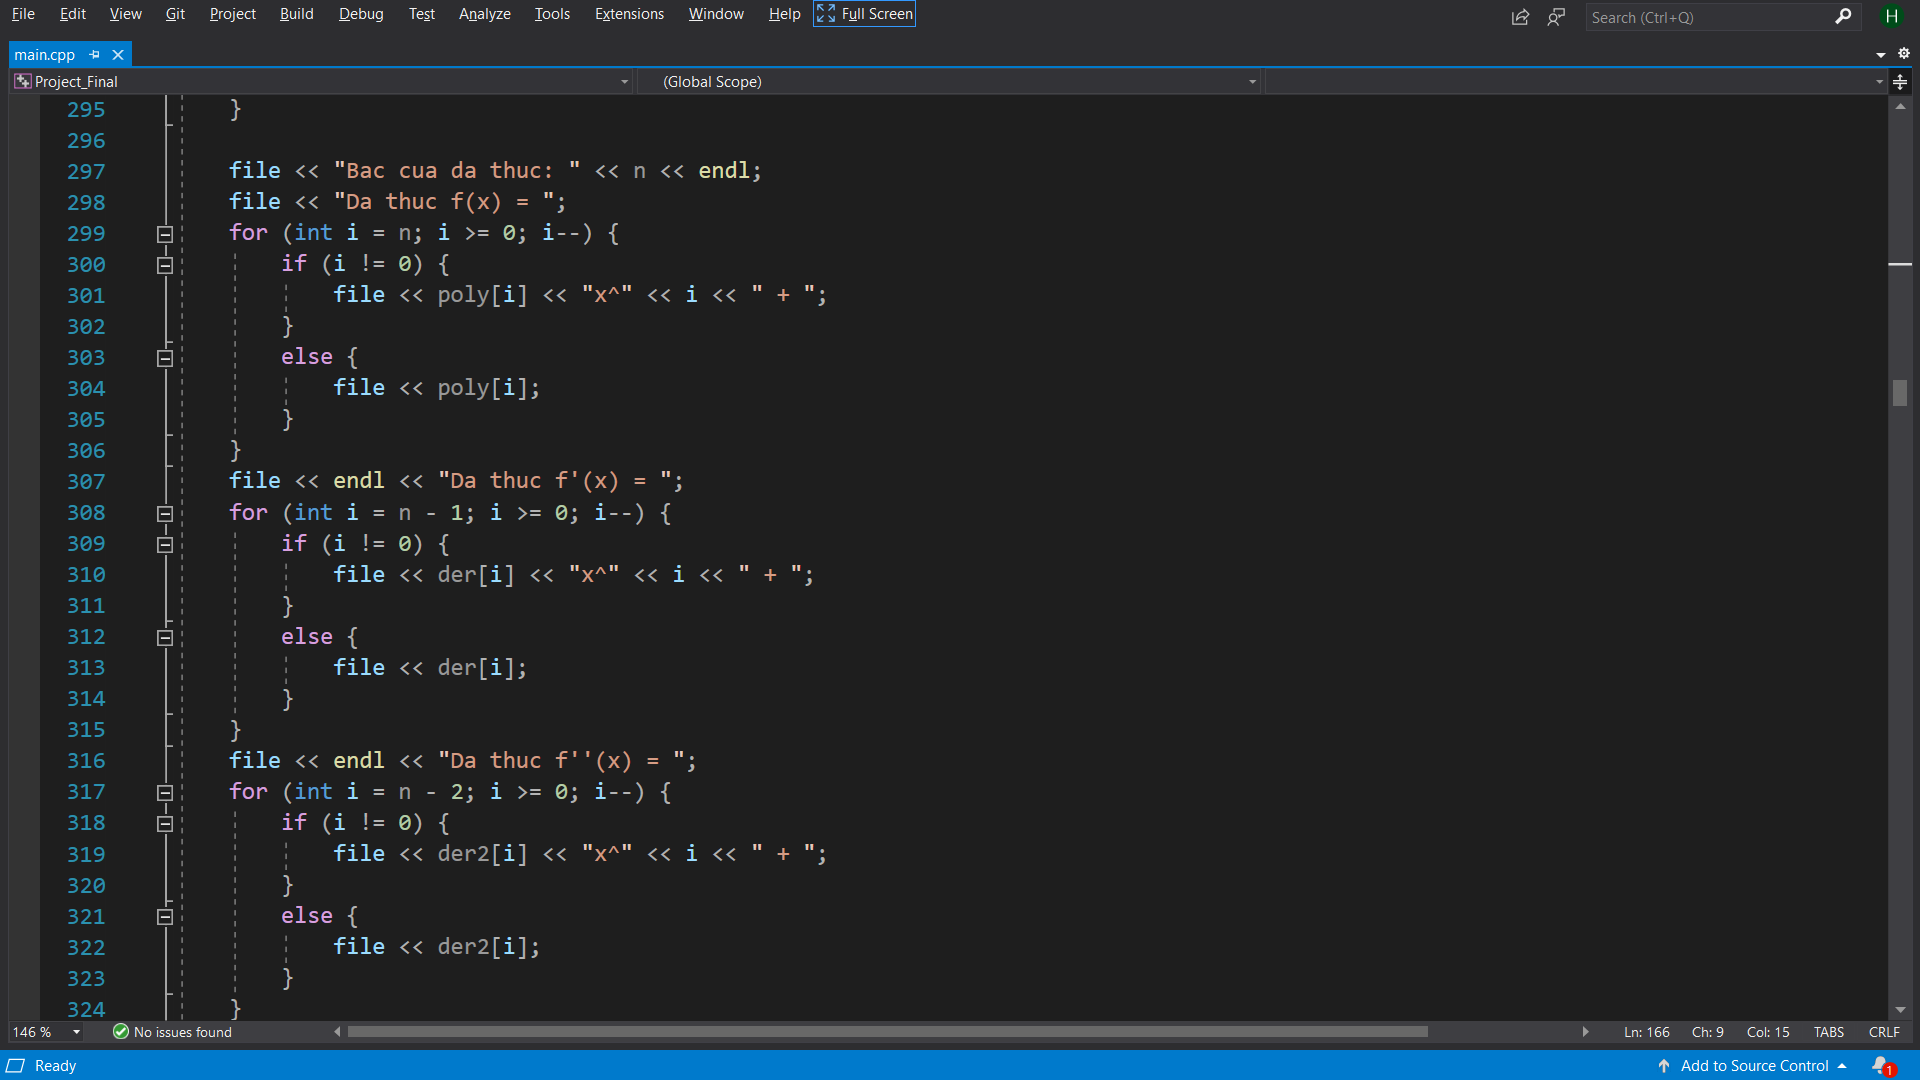 File Edit View Git Project Build Debug Test Analyze Tools Extensions Window Help Full Screen Search (Ctrl+Q) H
main.cpp
Project_Final (Global Scope)
295 }
296
297 file << "Bac cua da thuc: " << n << endl;
298 file << "Da thuc f(x) = ";
299 for (int i = n; i >= 0; i--) {
300 if (i != 0) {
301 file << poly[i] << "x^" << i << " + ";
302 }
303 else {
304 file << poly[i];
305 }
306 }
307 file << endl << "Da thuc f'(x) = ";
308 for (int i = n - 1; i >= 0; i--) {
309 if (i != 0) {
310 file << der[i] << "x^" << i << " + ";
311 }
312 else {
313 file << der[i];
314 }
315 }
316 file << endl << "Da thuc f''(x) = ";
317 for (int i = n - 2; i >= 0; i--) {
318 if (i != 0) {
319 file << der2[i] << "x^" << i << " + ";
320 }
321 else {
322 file << der2[i];
323 }
324 }
146 % No issues found Ln: 166 Ch: 9 Col: 15 TABS CRLF
Ready Add to Source Control 1